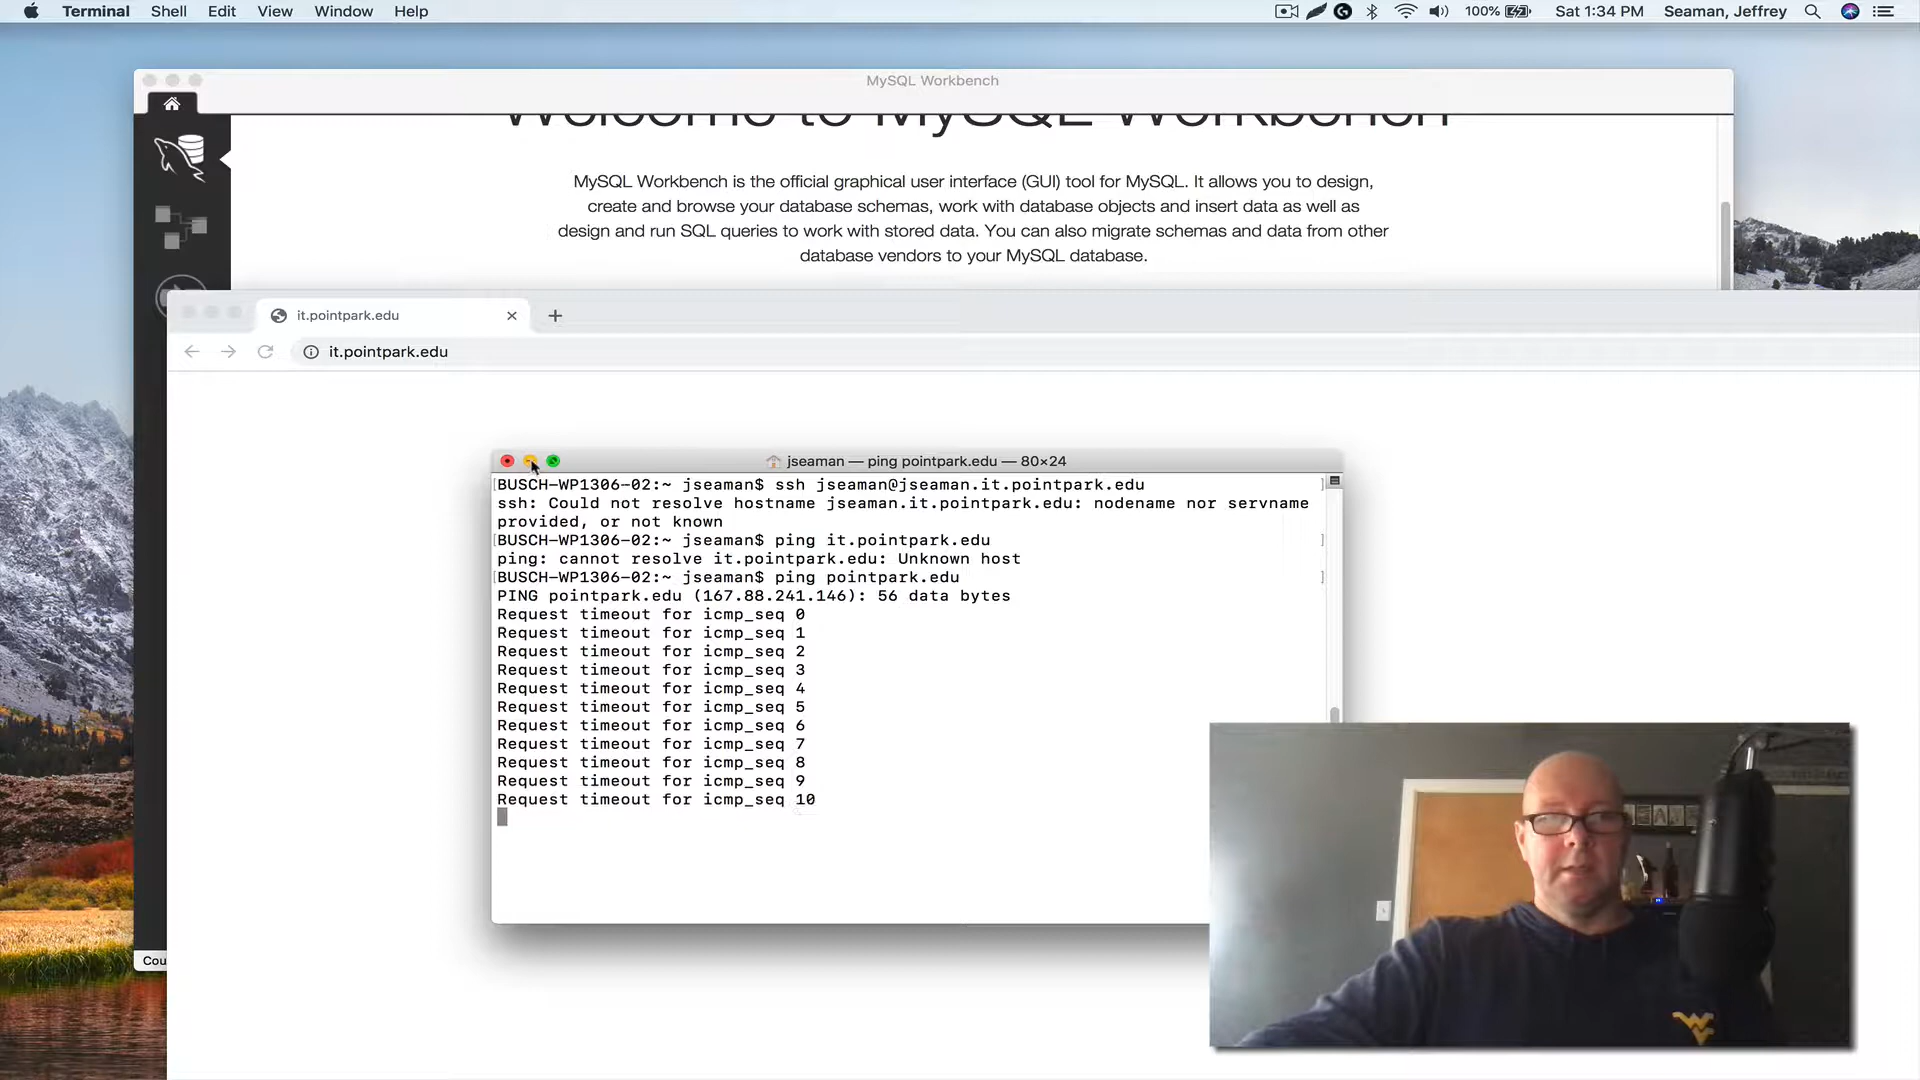 Terminal Shell Edit View Window Help
100% Sat 1:34 PM Seaman, Jeffrey
MySQL Workbench
Welcome to MySQL Workbench
MySQL Workbench is the official graphical user interface (GUI) tool for MySQL. It allows you to design,
create and browse your database schemas, work with database objects and insert data as well as
design and run SQL queries to work with stored data. You can also migrate schemas and data from other
database vendors to your MySQL database.
it.pointpark.edu
it.pointpark.edu
jseaman — ping pointpark.edu — 80×24
BUSCH-WP1306-02:~ jseaman$ ssh jseaman@jseaman.it.pointpark.edu
ssh: Could not resolve hostname jseaman.it.pointpark.edu: nodename nor servname
provided, or not known
BUSCH-WP1306-02:~ jseaman$ ping it.pointpark.edu
ping: cannot resolve it.pointpark.edu: Unknown host
BUSCH-WP1306-02:~ jseaman$ ping pointpark.edu
PING pointpark.edu (167.88.241.146): 56 data bytes
Request timeout for icmp_seq 0
Request timeout for icmp_seq 1
Request timeout for icmp_seq 2
Request timeout for icmp_seq 3
Request timeout for icmp_seq 4
Request timeout for icmp_seq 5
Request timeout for icmp_seq 6
Request timeout for icmp_seq 7
Request timeout for icmp_seq 8
Request timeout for icmp_seq 9
Request timeout for icmp_seq 10
Cou